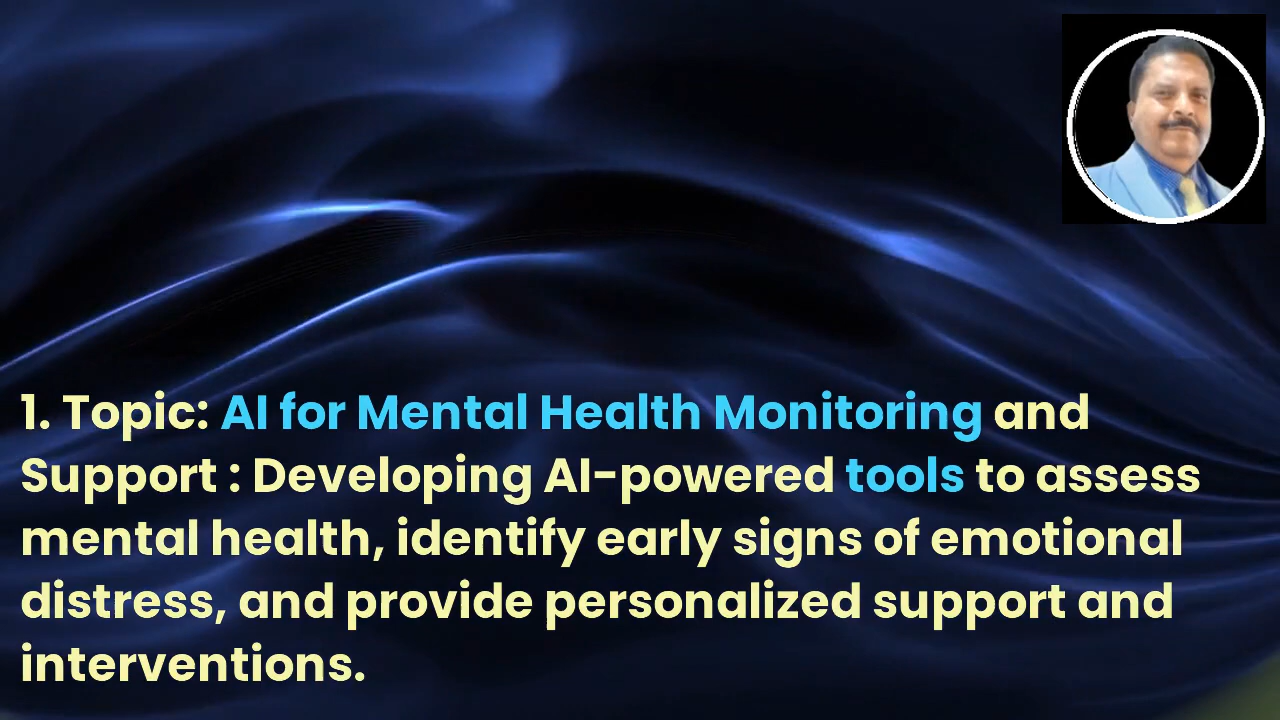 1. Topic: AI for Mental Health Monitoring and
Support : Developing AI-powered tools to assess
mental health, identify early signs of emotional
distress, and provide personalized support and
interventions.